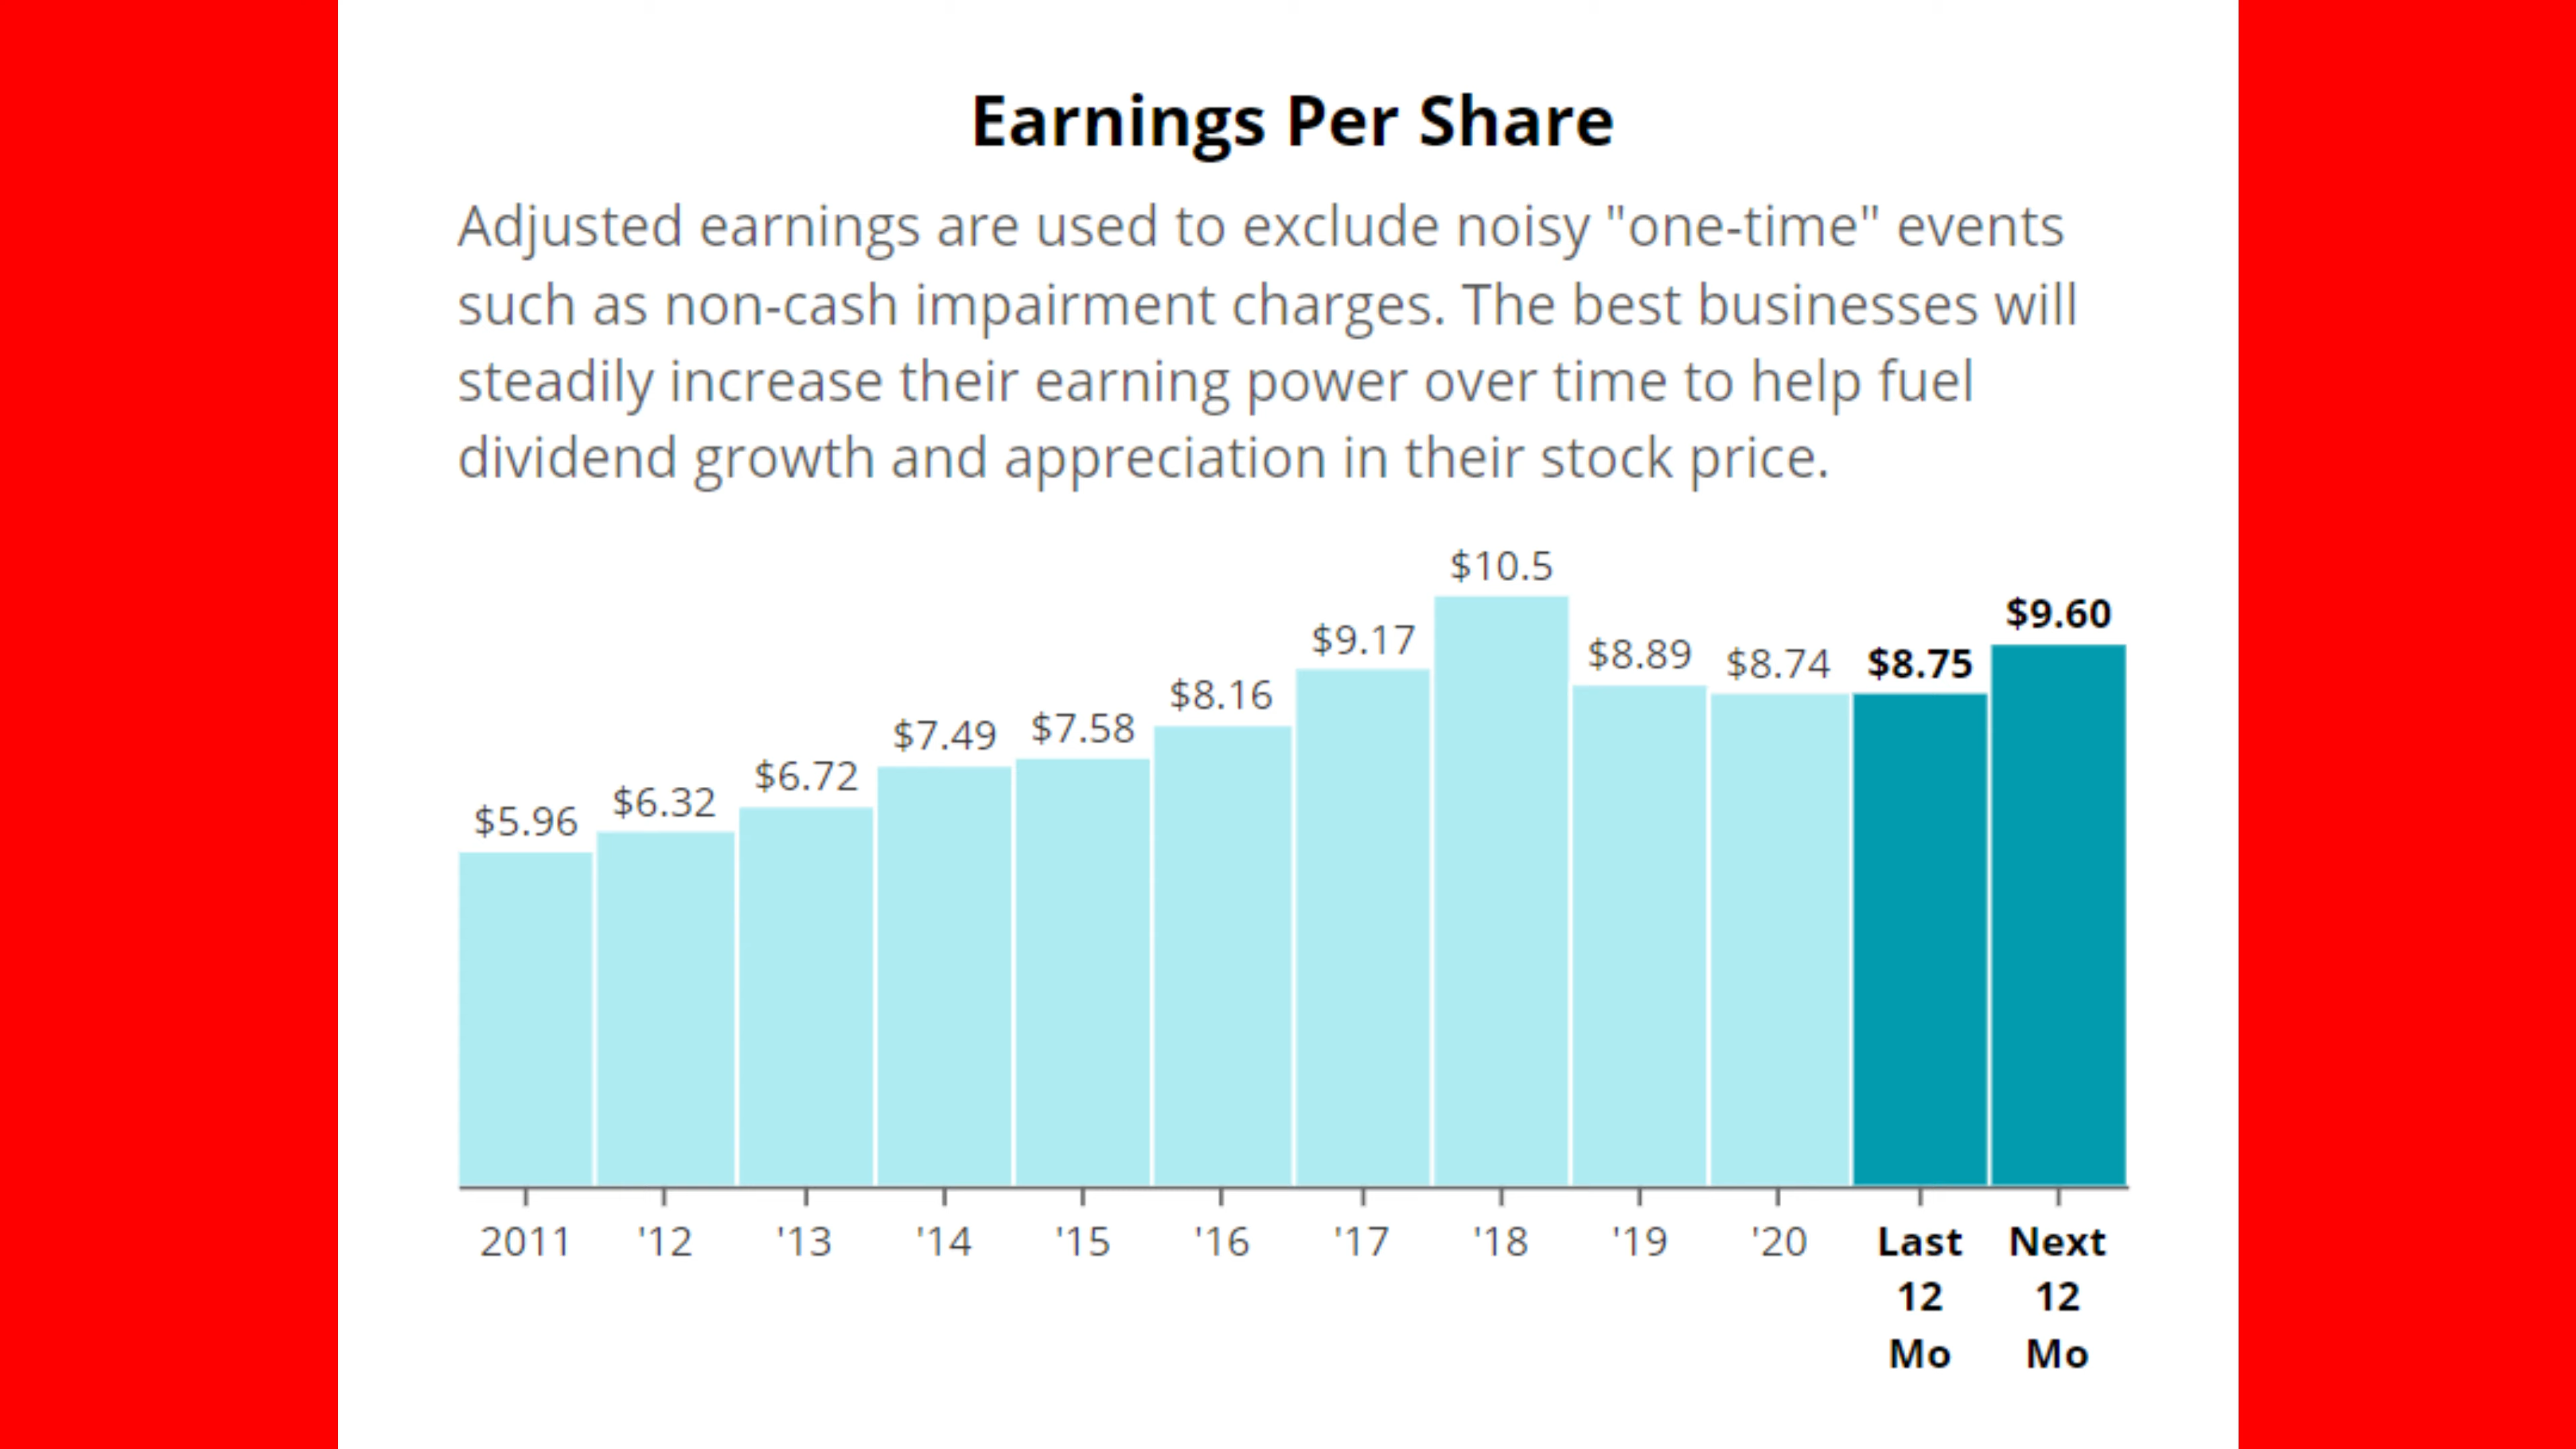 Earnings Per Share
Adjusted earnings are used to exclude noisy "one-time" events
such as non-cash impairment charges. The best businesses will
steadily increase their earning power over time to help fuel
dividend growth and appreciation in their stock price.
$5.96 $6.32 $6.72 $7.49 $7.58 $8.16 $9.17 $10.5 $8.89 $8.74 $8.75 $9.60
2011 '12 '13 '14 '15 '16 '17 '18 '19 '20 Last Next
12 12
Mo Mo